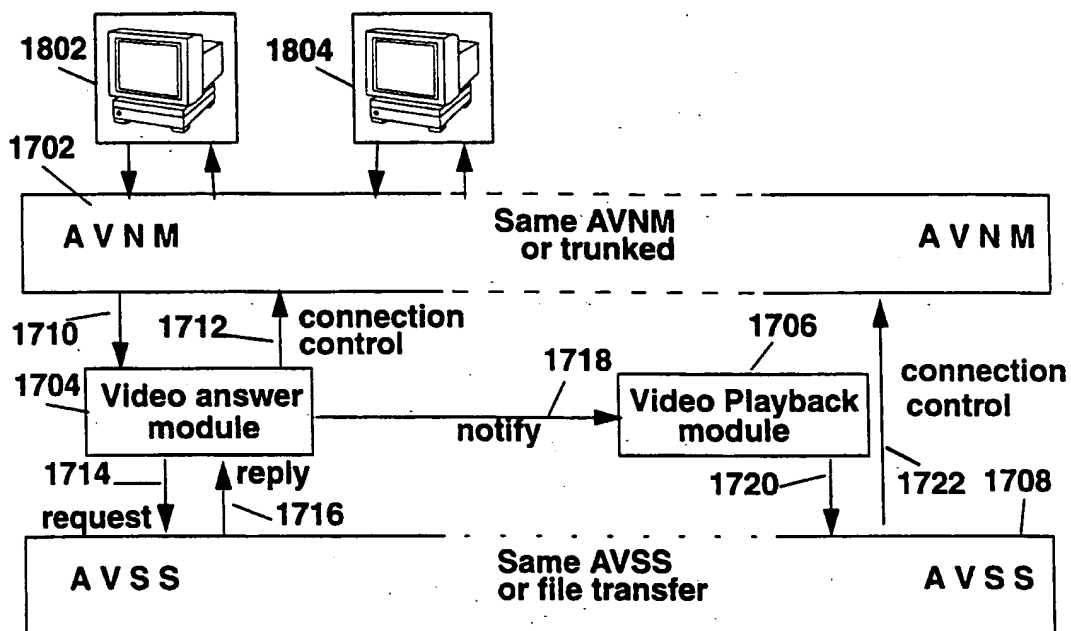 1802
1804
1702
A V N M
Same AVNM
or trunked
A V N M
1710
1712
connection
control
1718
1706
1704
Video answer
module
notify
Video Playback
module
connection
control
1714
reply
request
1716
1720
1722
1708
A V S S
Same AVSS
or file transfer
A V S S